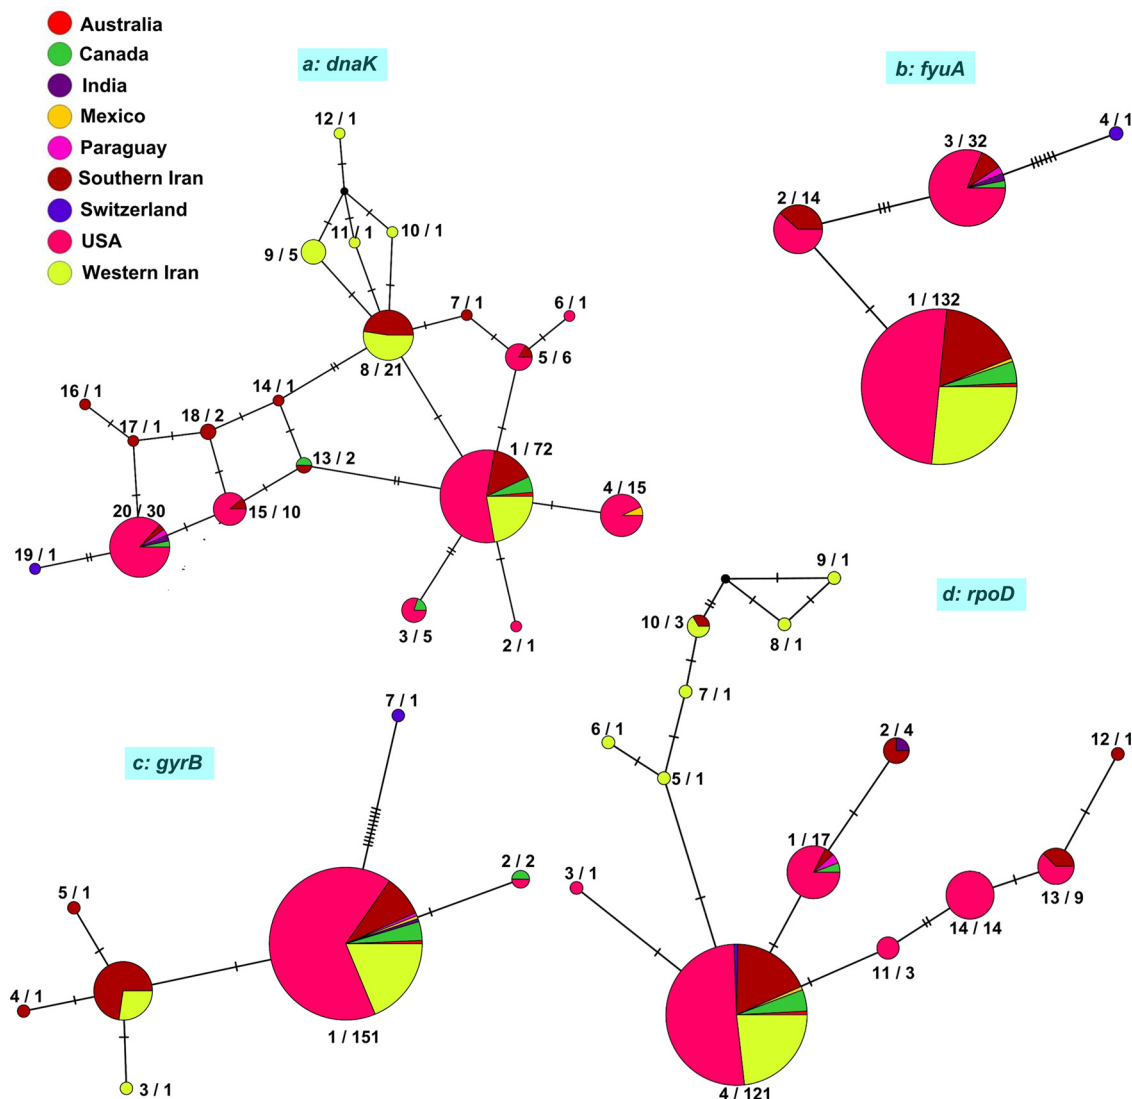 Australia
Canada
India
Mexico
Paraguay
Southern Iran
Switzerland
USA
Western Iran
a: dnaK
12 / 1
11 / 1
10 / 1
9 / 5
7 / 1
6 / 1
5 / 6
8 / 21
14 / 1
16 / 1
18 / 2
17 / 1
13 / 2
1 / 72
4 / 15
20 / 30
15 / 10
19 / 1
3 / 5
2 / 1
b: fyuA
4 / 1
3 / 32
2 / 14
1 / 132
c: gyrB
7 / 1
2 / 2
5 / 1
4 / 1
3 / 1
1 / 151
d: rpoD
9 / 1
10 / 3
8 / 1
7 / 1
6 / 1
5 / 1
2 / 4
12 / 1
1 / 17
3 / 1
13 / 9
14 / 14
11 / 3
4 / 121